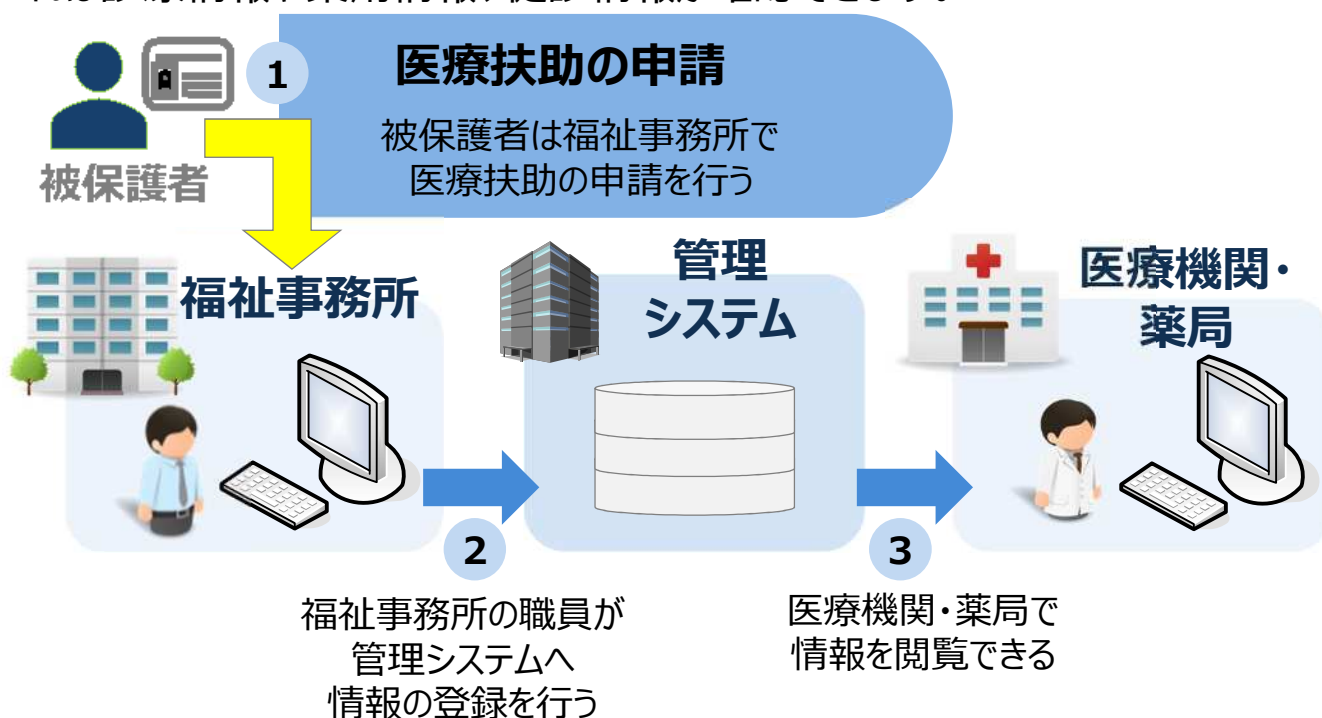 1
医療扶助の申請
被保護者は福祉事務所で
医療扶助の申請を行う
被保護者
福祉事務所
管理
システム
医療機関・
薬局
2
福祉事務所の職員が
管理システムへ
情報の登録を行う
3
医療機関・薬局で
情報を閲覧できる